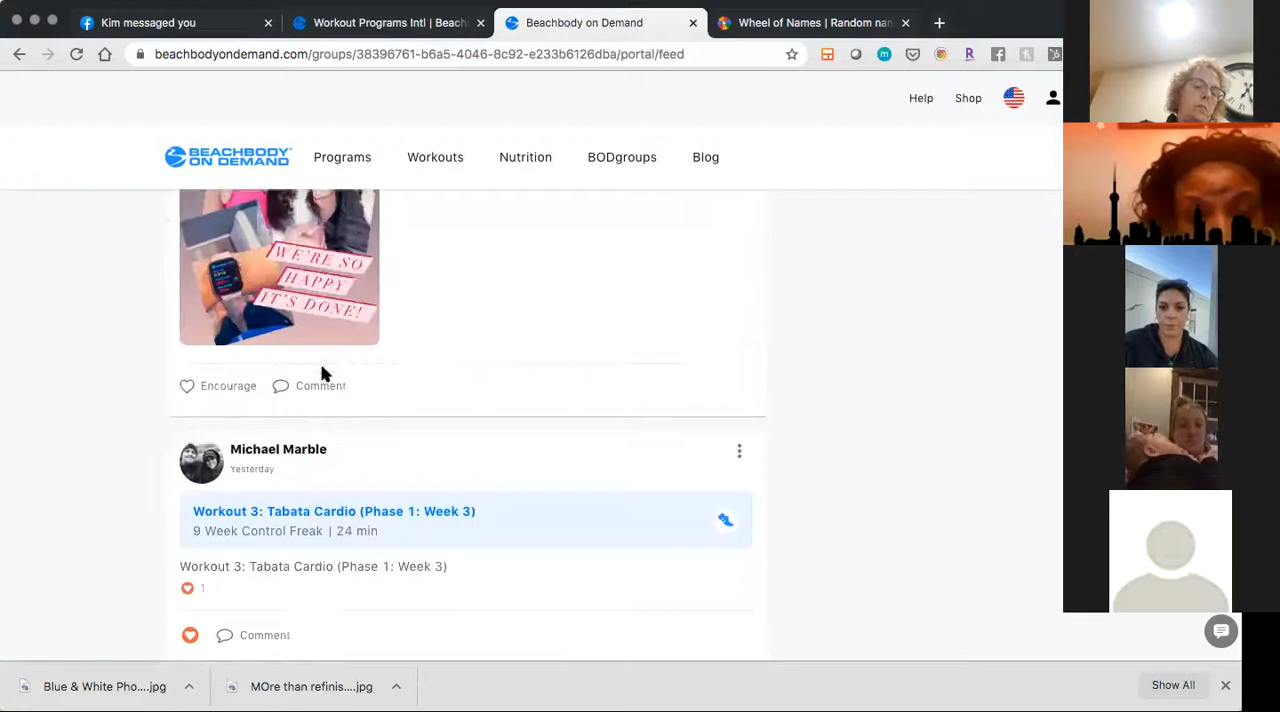 Kim messaged you
Workout Programs Intl | Beach
Beachbody on Demand
Wheel of Names | Random nam
beachbodyondemand.com/groups/38396761-b6a5-4046-8c92-e233b6126dba/portal/feed
Help
Shop
BEACHBODY
ON DEMAND
Programs
Workouts
Nutrition
BODgroups
Blog
WE'RE SO
HAPPY
IT'S DONE!
Encourage
Comment
Michael Marble
Yesterday
Workout 3: Tabata Cardio (Phase 1: Week 3)
9 Week Control Freak | 24 min
Workout 3: Tabata Cardio (Phase 1: Week 3)
1
Comment
Blue & White Pho....jpg
MOre than refinis....jpg
Show All